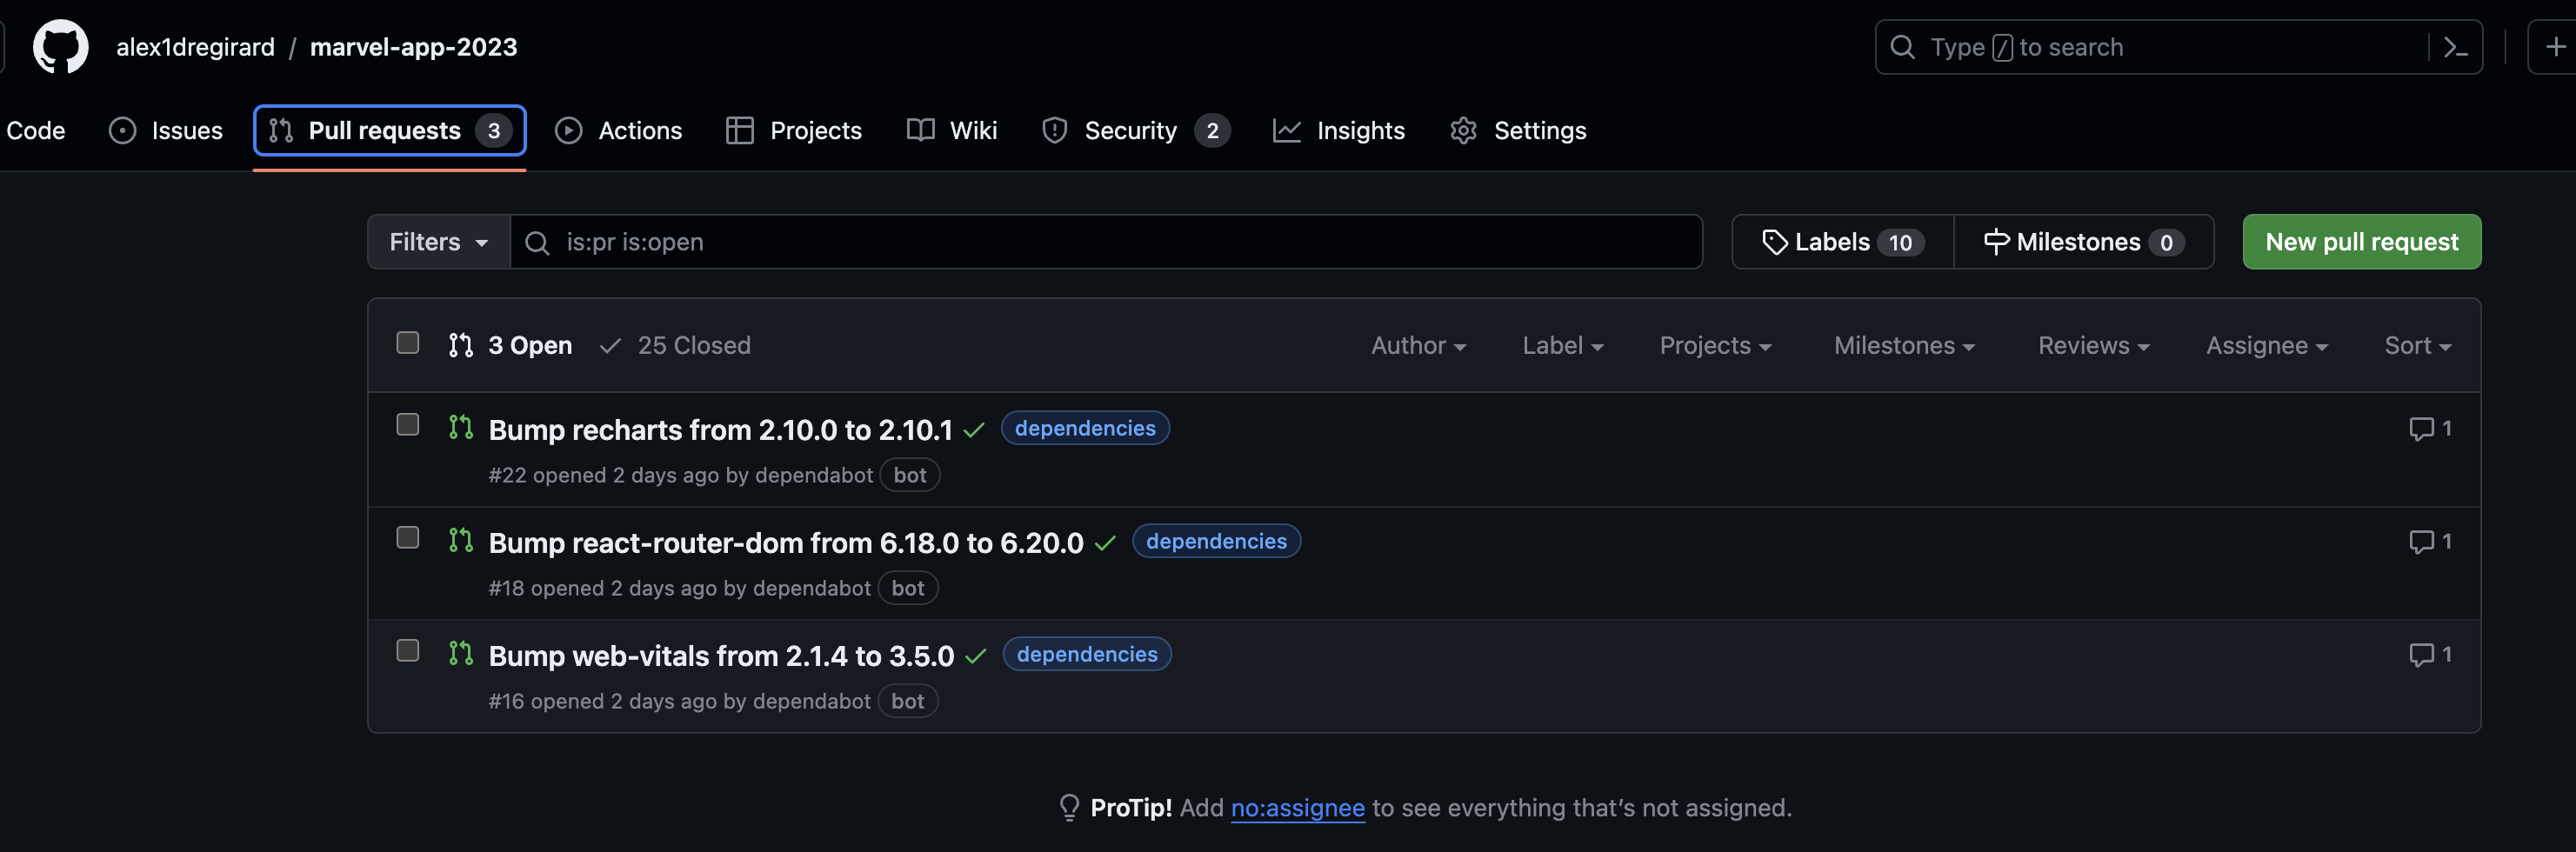 alex1dregirard / marvel-app-2023
Type / to search
Code Issues Pull requests 3 Actions Projects Wiki Security 2 Insights Settings
Filters is:pr is:open Labels 10 Milestones 0 New pull request
3 Open 25 Closed Author Label Projects Milestones Reviews Assignee Sort
Bump recharts from 2.10.0 to 2.10.1 dependencies 1
#22 opened 2 days ago by dependabot bot
Bump react-router-dom from 6.18.0 to 6.20.0 dependencies 1
#18 opened 2 days ago by dependabot bot
Bump web-vitals from 2.1.4 to 3.5.0 dependencies 1
#16 opened 2 days ago by dependabot bot
ProTip! Add no:assignee to see everything that’s not assigned.